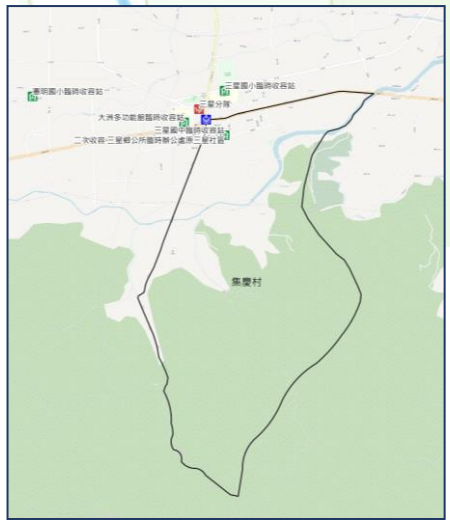 三星國小臨時收容站
憲明國小臨時收容站
三星分隊
大洲多功能館臨時收容站
三星國中臨時收容站
二次收容-三星鄉公所臨時辦公處原三星社區
集慶村